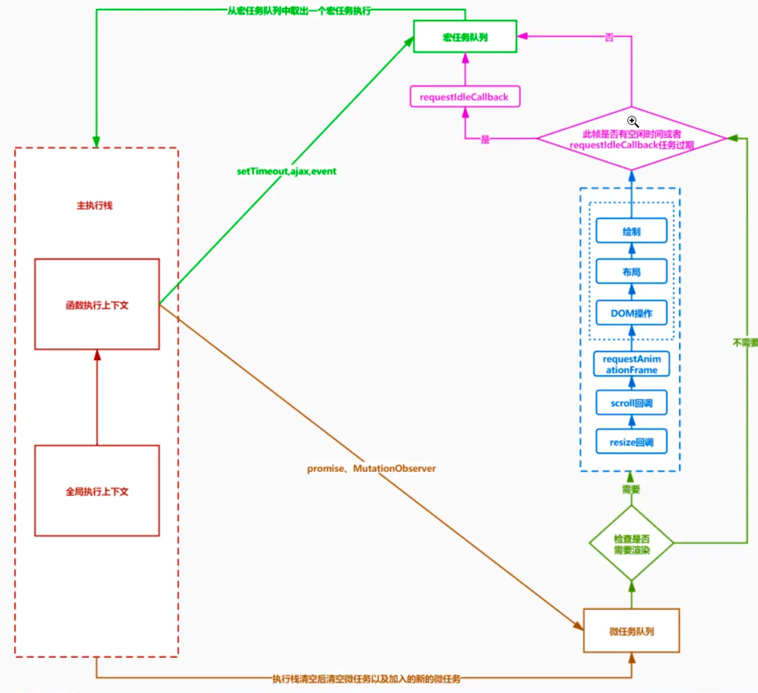 从宏任务队列中取出一个宏任务执行
宏任务队列
否
requestIdleCallback
此帧是否有空闲时间或者
requestIdleCallback任务过期
是
setTimeout,ajax,event
主执行栈
绘制
布局
函数执行上下文
DOM操作
不需要
requestAnim
ationFrame
scroll回调
resize回调
promise、MutationObserver
全局执行上下文
需要
检查是否
需要渲染
微任务队列
执行栈清空后清空微任务以及加入的新的微任务